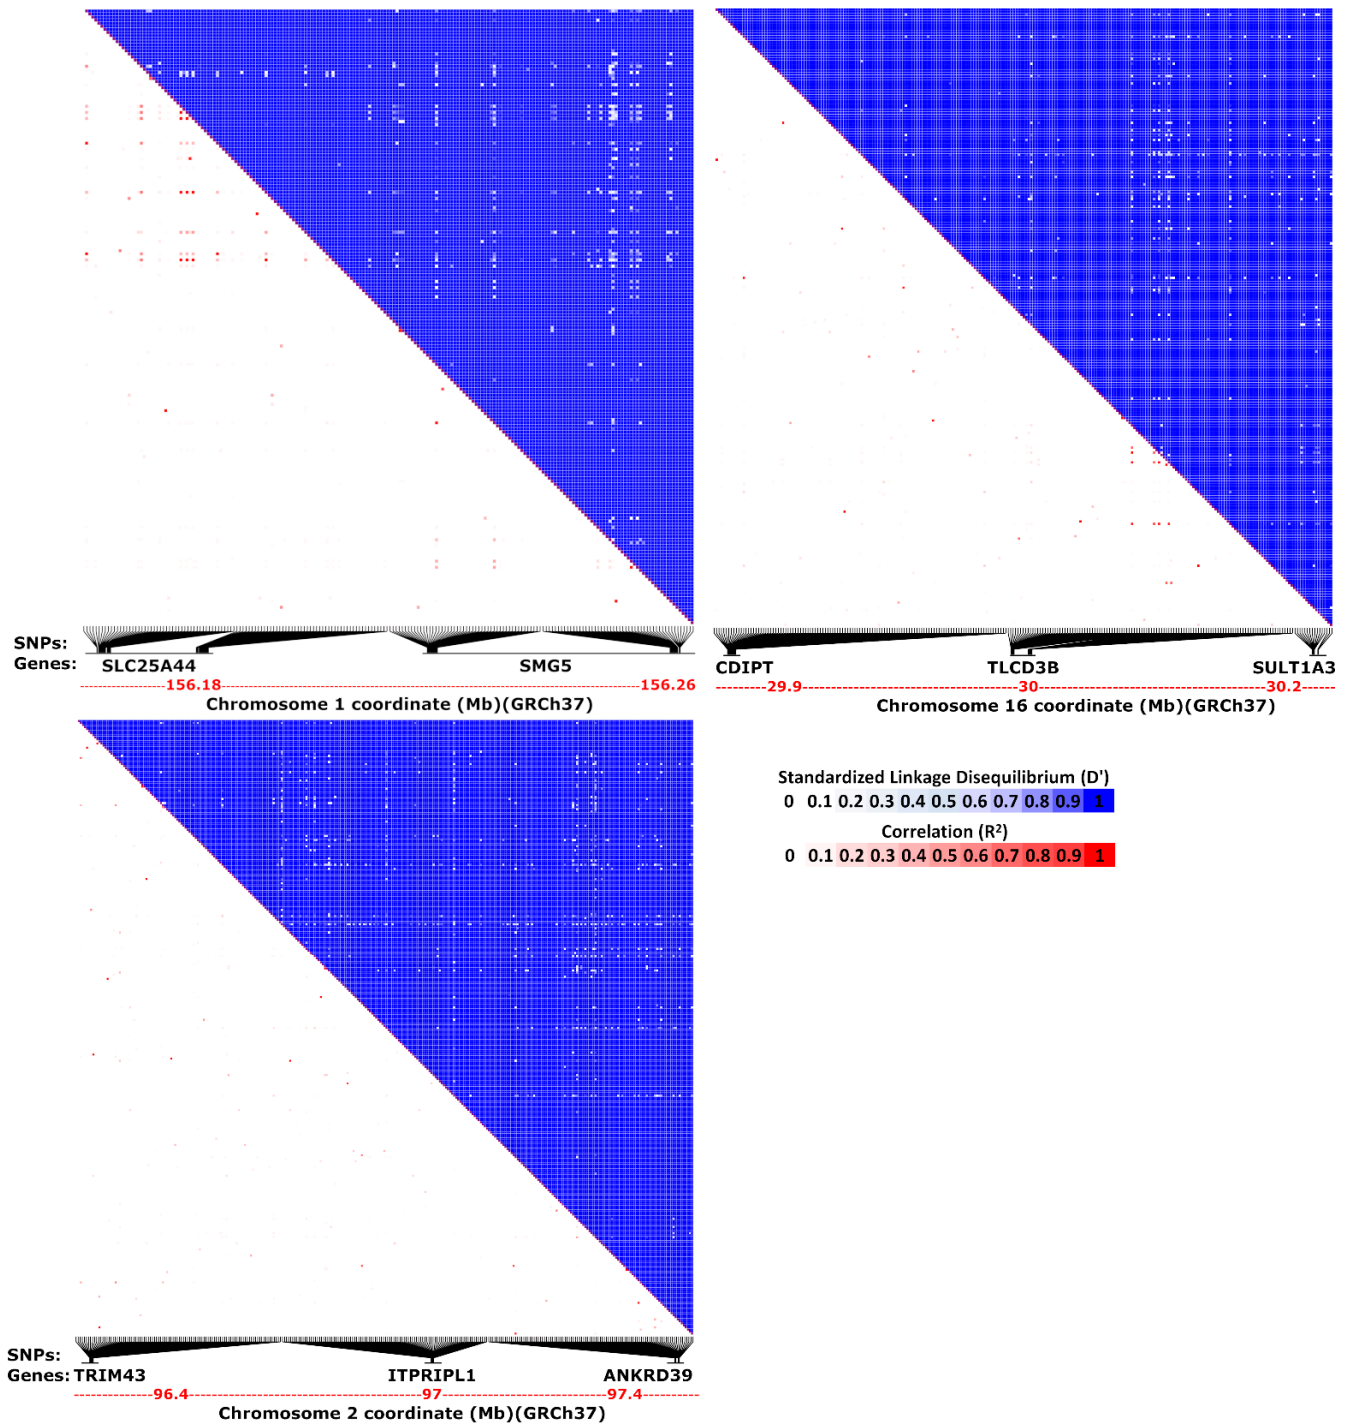 SNPs:
Genes: SLC25A44 SMG5
156.18 156.26
Chromosome 1 coordinate (Mb)(GRCh37)
CDIPT TLCD3B SULT1A3
29.9 30 30.2
Chromosome 16 coordinate (Mb)(GRCh37)
Standardized Linkage Disequilibrium (D')
0 0.1 0.2 0.3 0.4 0.5 0.6 0.7 0.8 0.9 1
Correlation (R²)
0 0.1 0.2 0.3 0.4 0.5 0.6 0.7 0.8 0.9 1
SNPs:
Genes: TRIM43 ITPRIPL1 ANKRD39
96.4 97 97.4
Chromosome 2 coordinate (Mb)(GRCh37)